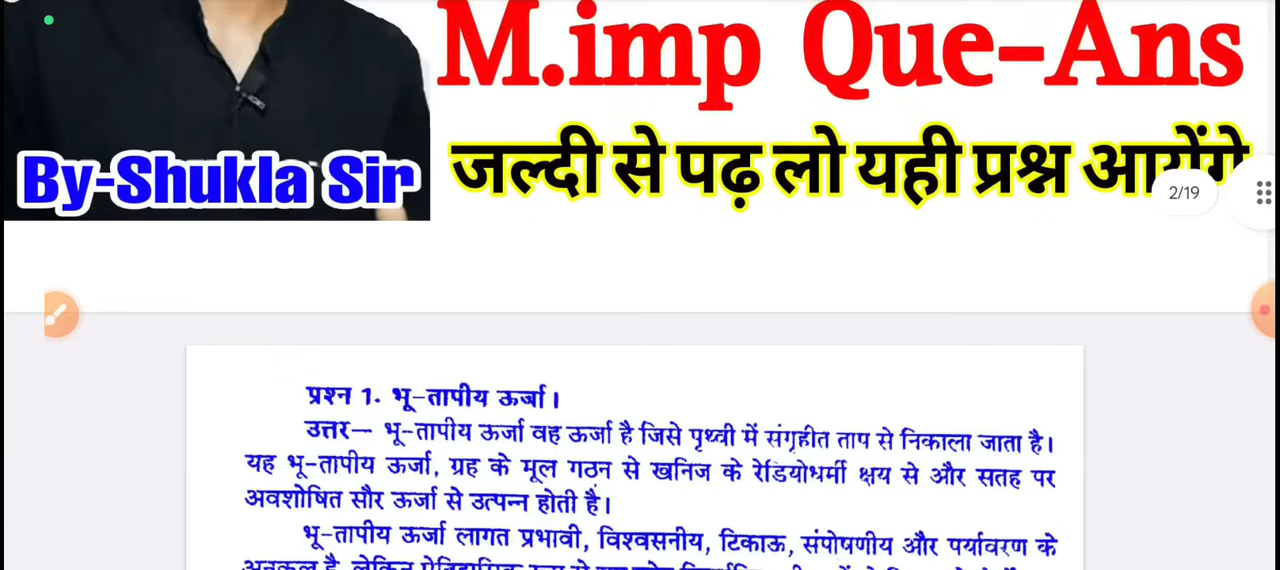 M.imp Que-Ans
By-Shukla Sir
जल्दी से पढ़ लो यही प्रश्न आयेंगे
2/19
प्रश्न 1. भू-तापीय ऊर्जा।
उत्तर— भू-तापीय ऊर्जा वह ऊर्जा है जिसे पृथ्वी में संगृहीत ताप से निकाला जाता है।
यह भू-तापीय ऊर्जा, ग्रह के मूल गठन से खनिज के रेडियोधर्मी क्षय से और सतह पर
अवशोषित सौर ऊर्जा से उत्पन्न होती है।
भू-तापीय ऊर्जा लागत प्रभावी, विश्वसनीय, टिकाऊ, संपोषणीय और पर्यावरण के